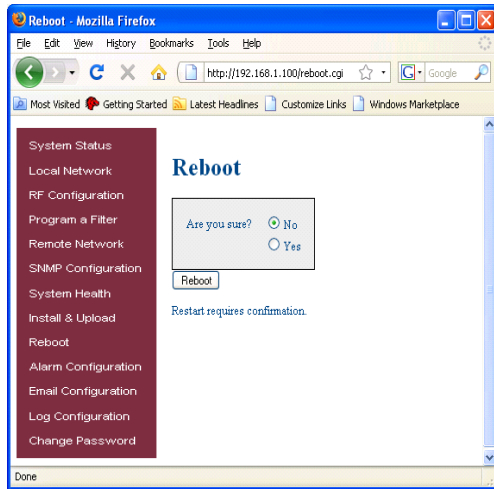 Reboot - Mozilla Firefox
File Edit View History Bookmarks Tools Help
http://192.168.1.100/reboot.cgi G Google
Most Visited Getting Started Latest Headlines Customize Links Windows Marketplace
System Status
Local Network
RF Configuration
Program a Filter
Remote Network
SNMP Configuration
System Health
Install & Upload
Reboot
Alarm Configuration
Email Configuration
Log Configuration
Change Password
Reboot
Are you sure? No
Yes
Reboot
Restart requires confirmation.
Done